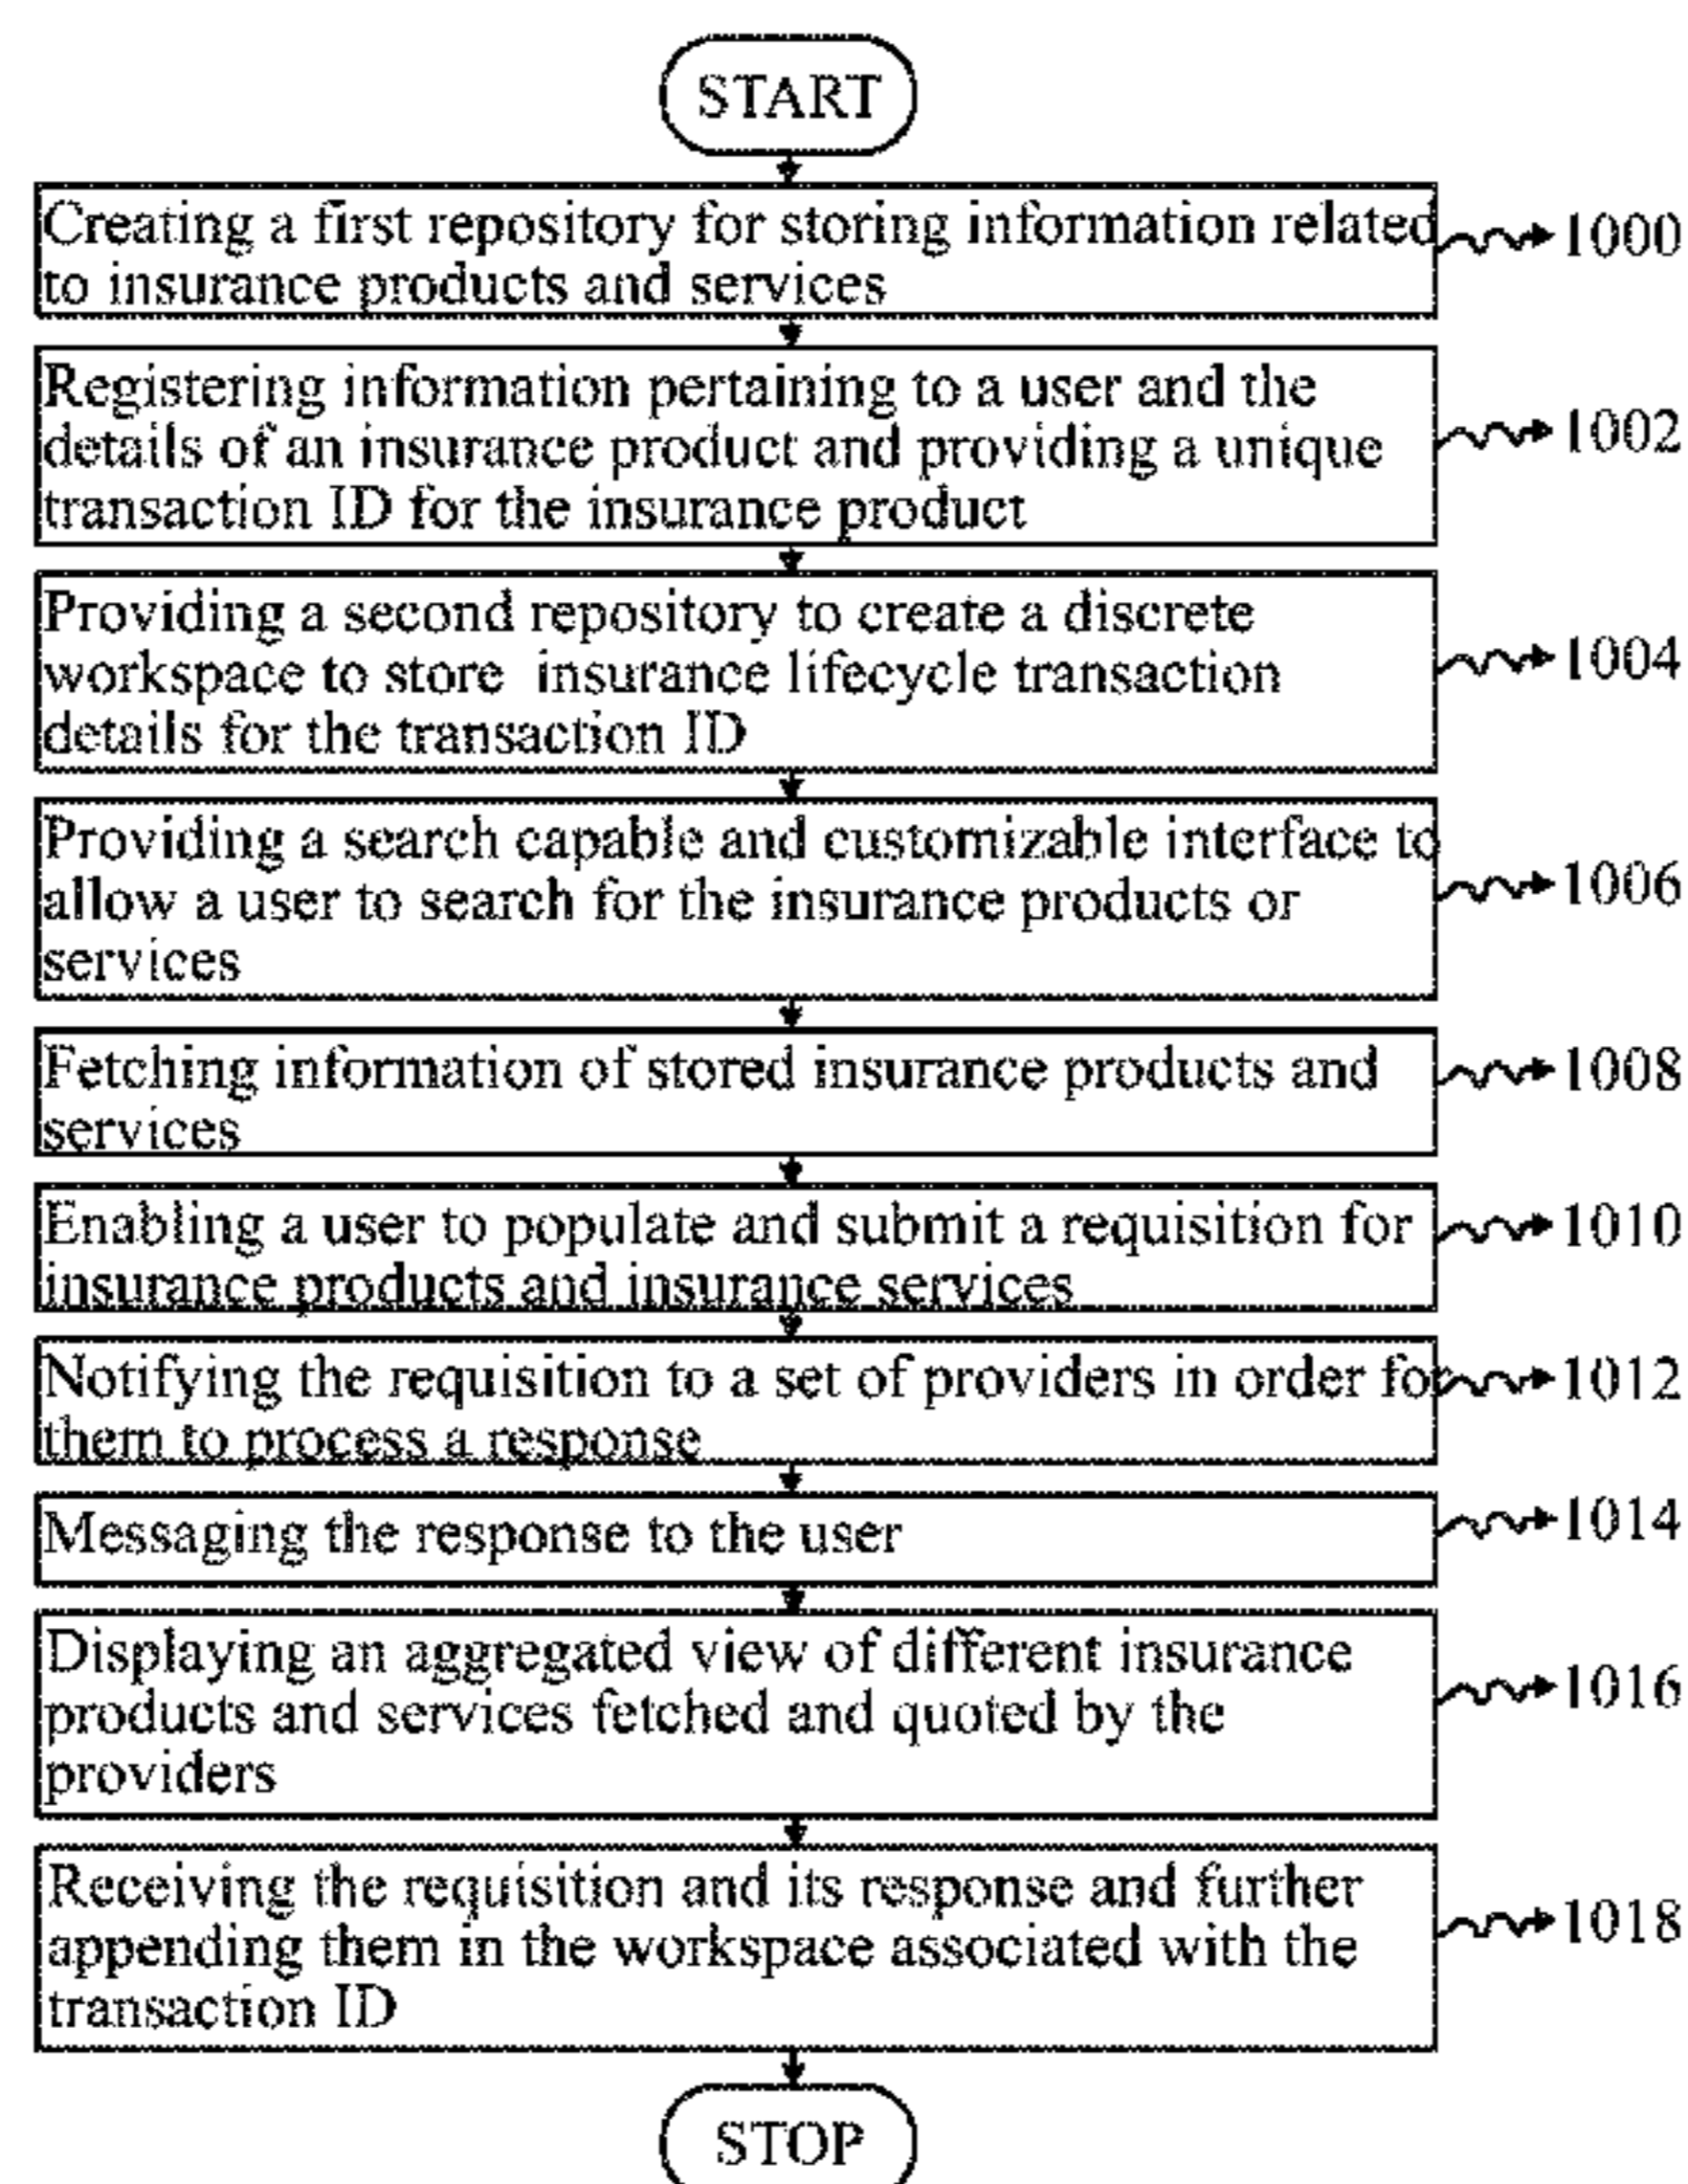 START
Creating a first repository for storing information related
to insurance products and services
1000
Registering information pertaining to a user and the
details of an insurance product and providing a unique
transaction ID for the insurance product
1002
Providing a second repository to create a discrete
workspace to store insurance lifecycle transaction
details for the transaction ID
1004
Providing a search capable and customizable interface to
allow a user to search for the insurance products or
services
1006
Fetching information of stored insurance products and
services
1008
Enabling a user to populate and submit a requisition for
insurance products and insurance services
1010
Notifying the requisition to a set of providers in order for
them to process a response
1012
Messaging the response to the user
1014
Displaying an aggregated view of different insurance
products and services fetched and quoted by the
providers
1016
Receiving the requisition and its response and further
appending them in the workspace associated with the
transaction ID
1018
STOP